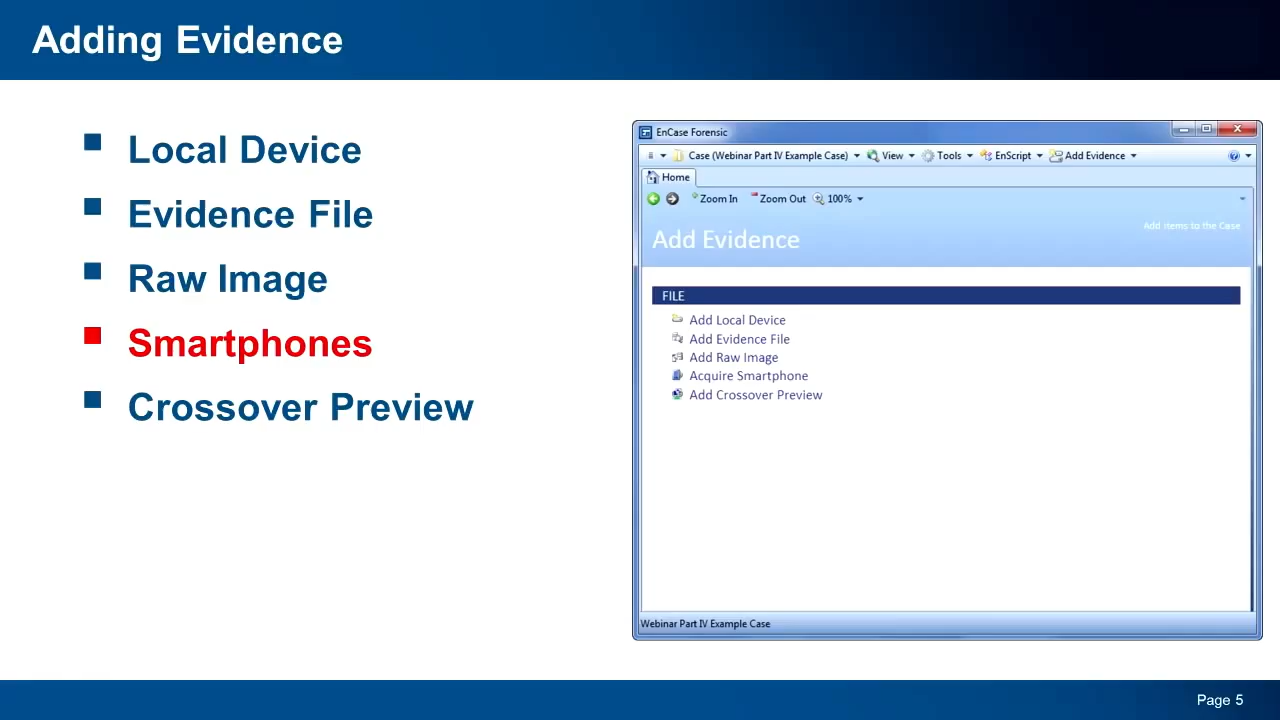 Adding Evidence
Local Device
Evidence File
Raw Image
Smartphones
Crossover Preview
EnCase Forensic
Case (Webinar Part IV Example Case) View Tools EnScript Add Evidence
Home
Zoom In Zoom Out 100%
Add items to the Case
Add Evidence
FILE
Add Local Device
Add Evidence File
Add Raw Image
Acquire Smartphone
Add Crossover Preview
Webinar Part IV Example Case
Page 5